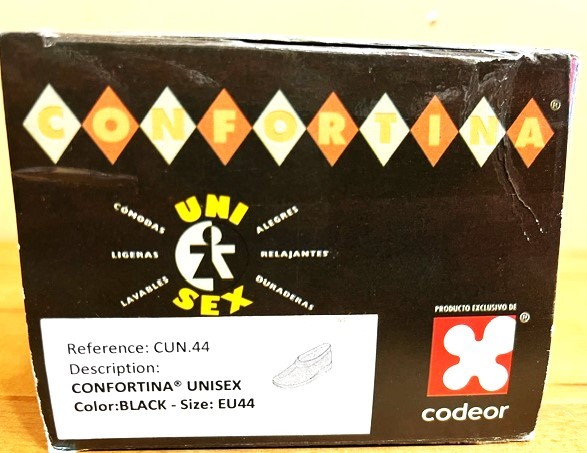 CONFORTINA®
UNI
SEX
CÓMODAS
ALEGRES
LIGERAS
RELAJANTES
LAVABLES
DURADERAS
PRODUCTO EXCLUSIVO DE
®
codeor
Reference: CUN.44
Description:
CONFORTINA® UNISEX
Color:BLACK - Size: EU44